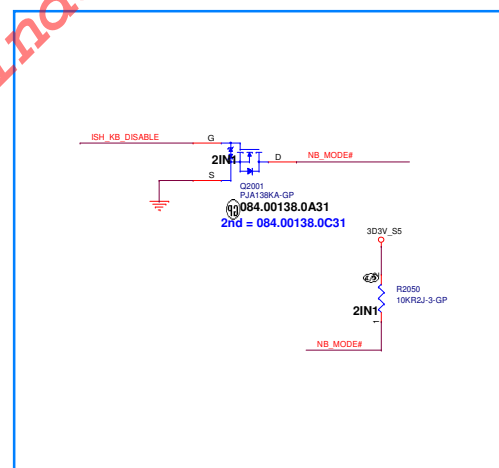 ISH_KB_DISABLE
G
2IN1
D
NB_MODE#
S
Q2001
PJA138KA-GP
084.00138.0A31
2nd = 084.00138.0C31
3D3V_S5
R2050
10KR2J-3-GP
2IN1
1
NB_MODE#